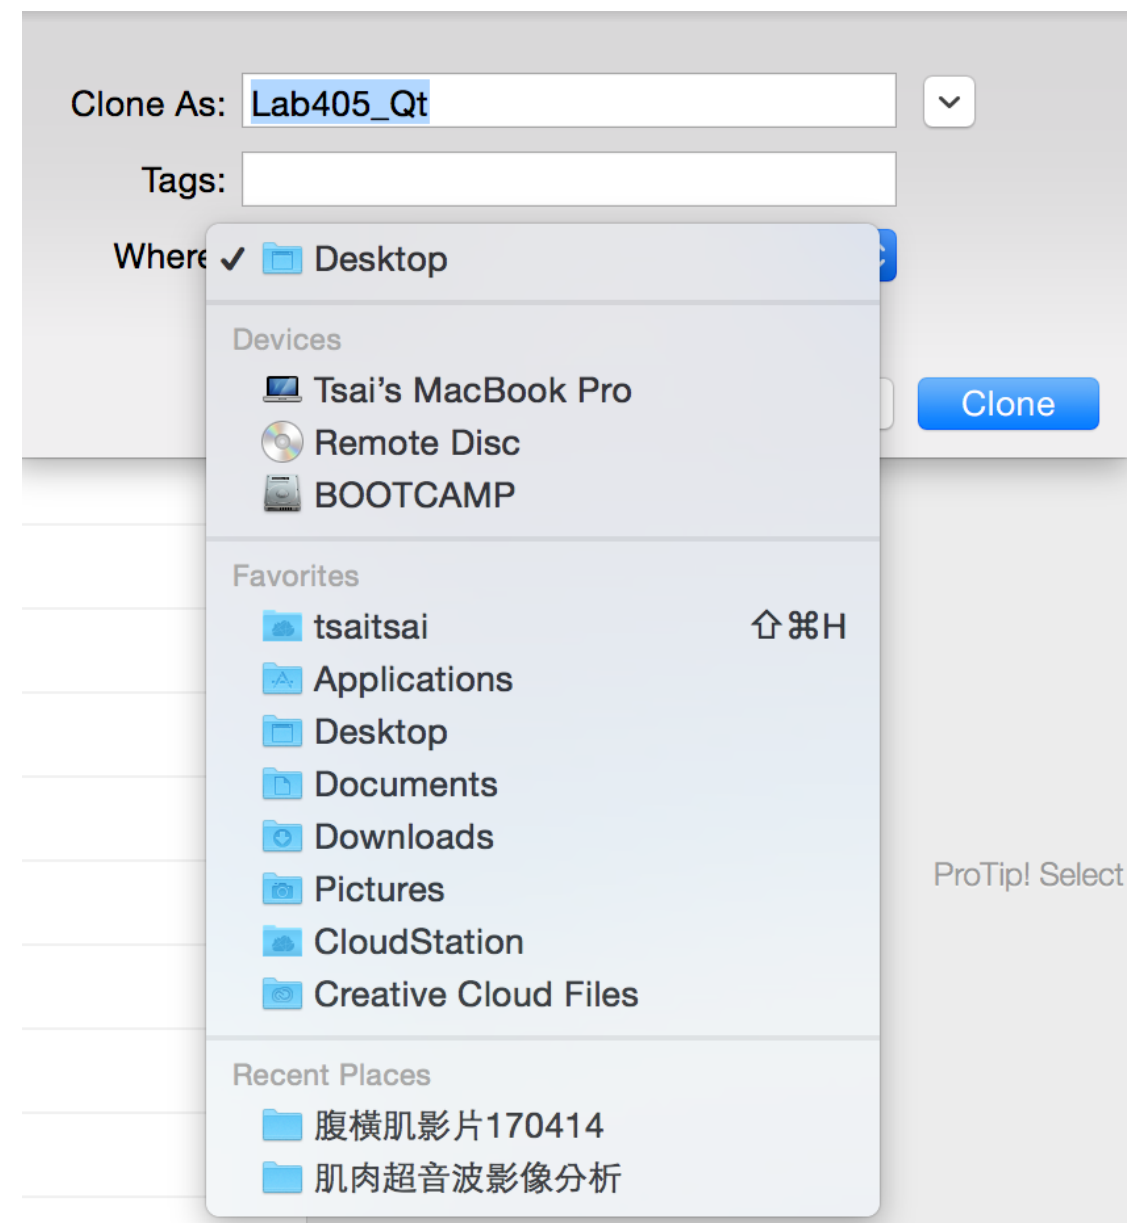 Clone As: Lab405_Qt
Tags:
Where
✓ Desktop
Devices
Tsai’s MacBook Pro
Clone
Remote Disc
BOOTCAMP
Favorites
tsaitsai ⇧⌘H
Applications
Desktop
Documents
Downloads
ProTip! Select
Pictures
CloudStation
Creative Cloud Files
Recent Places
腹橫肌影片170414
肌肉超音波影像分析